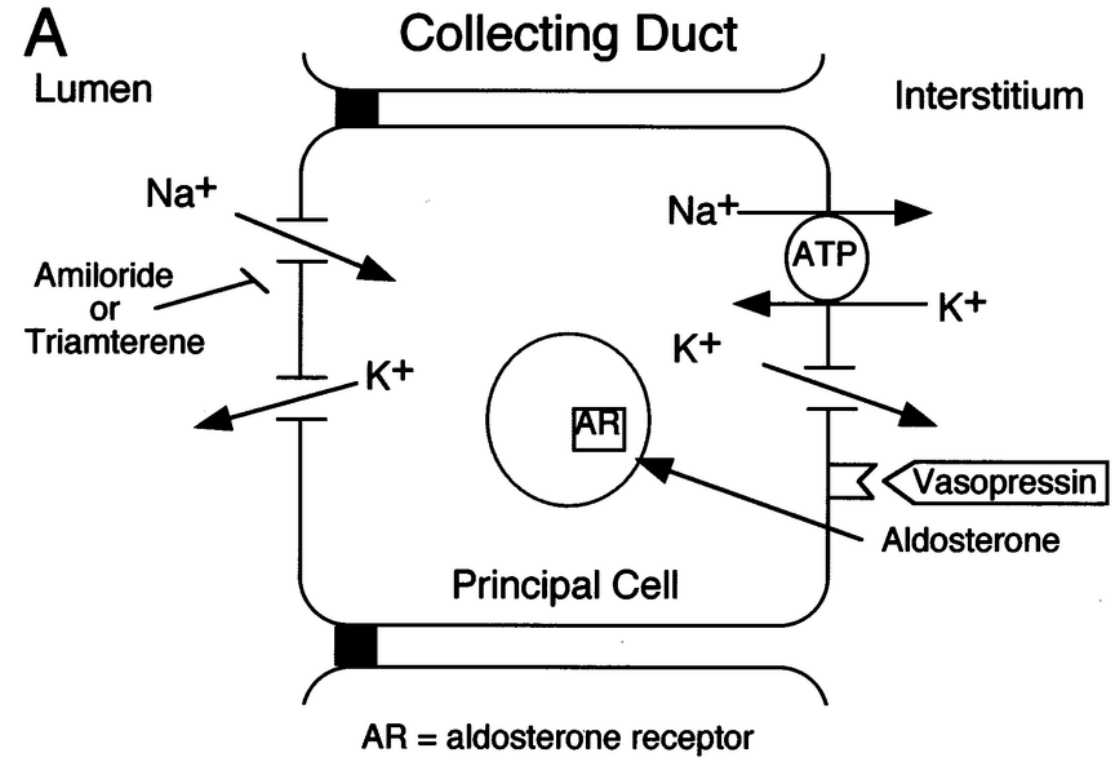 A
Collecting Duct
Lumen
Interstitium
Na+
Na+
ATP
Amiloride
or
Triamterene
K+
K+
K+
AR
Vasopressin
Aldosterone
Principal Cell
AR = aldosterone receptor